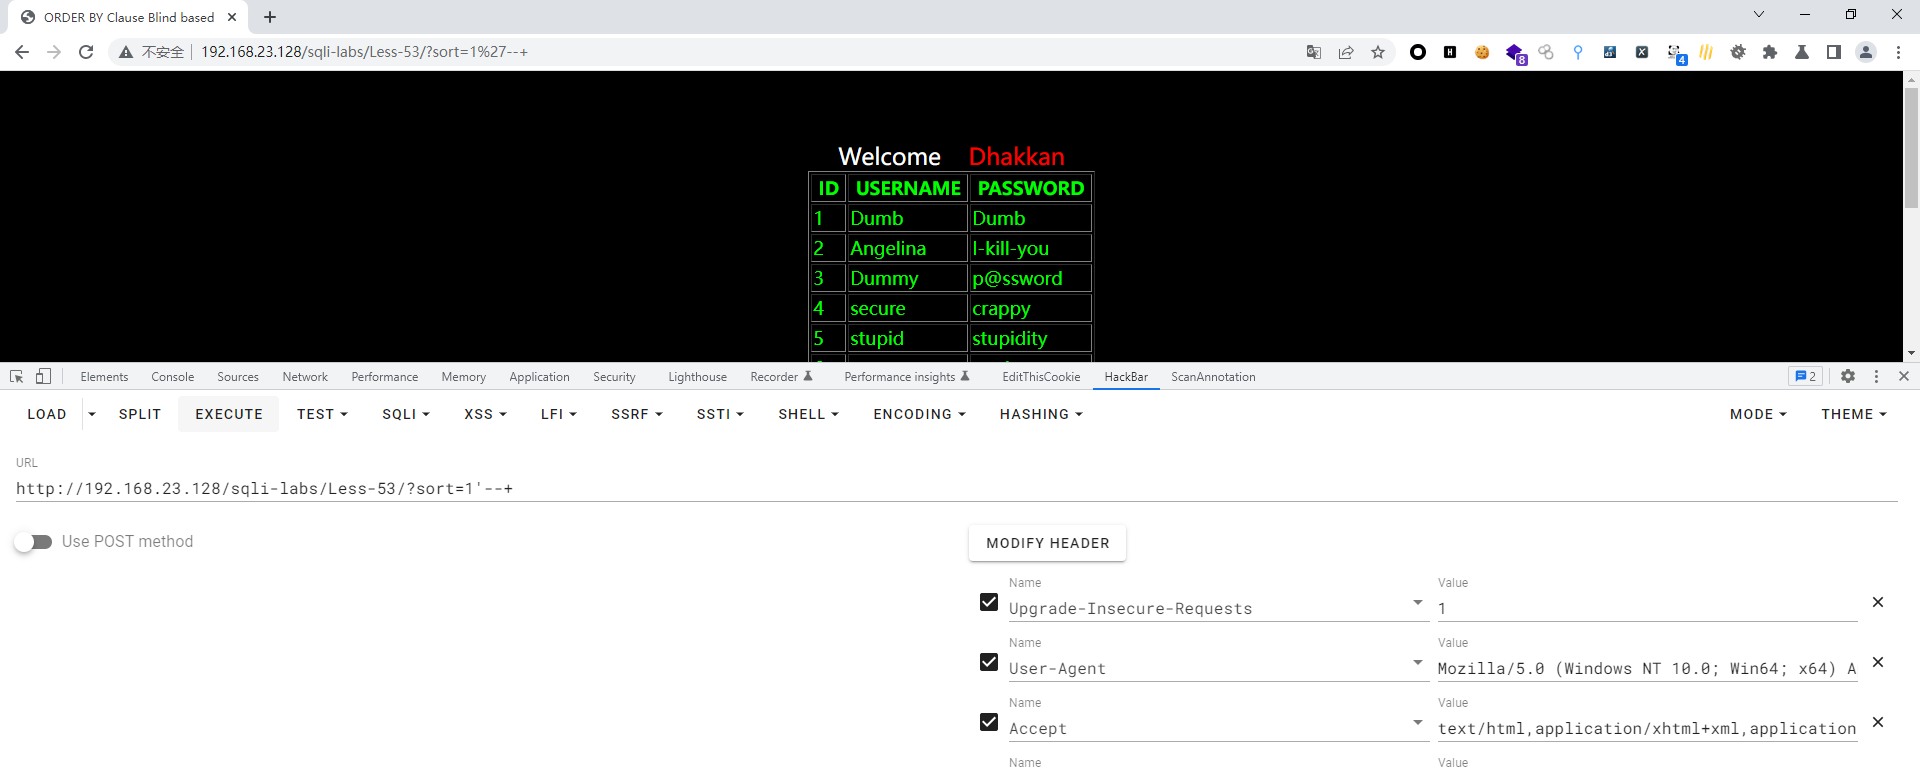 ORDER BY Clause Blind based
不安全 192.168.23.128/sqli-labs/Less-53/?sort=1%27--+
8
4
Welcome Dhakkan
ID USERNAME PASSWORD
1 Dumb Dumb
2 Angelina I-kill-you
3 Dummy p@ssword
4 secure crappy
5 stupid stupidity
Elements Console Sources Network Performance Memory Application Security Lighthouse Recorder Performance insights EditThisCookie HackBar ScanAnnotation 2
LOAD SPLIT EXECUTE TEST SQLI XSS LFI SSRF SSTI SHELL ENCODING HASHING MODE THEME
URL
http://192.168.23.128/sqli-labs/Less-53/?sort=1'--+
Use POST method
MODIFY HEADER
Name Value
Upgrade-Insecure-Requests 1
Name Value
User-Agent Mozilla/5.0 (Windows NT 10.0; Win64; x64) A
Name Value
Accept text/html,application/xhtml+xml,application
Name Value